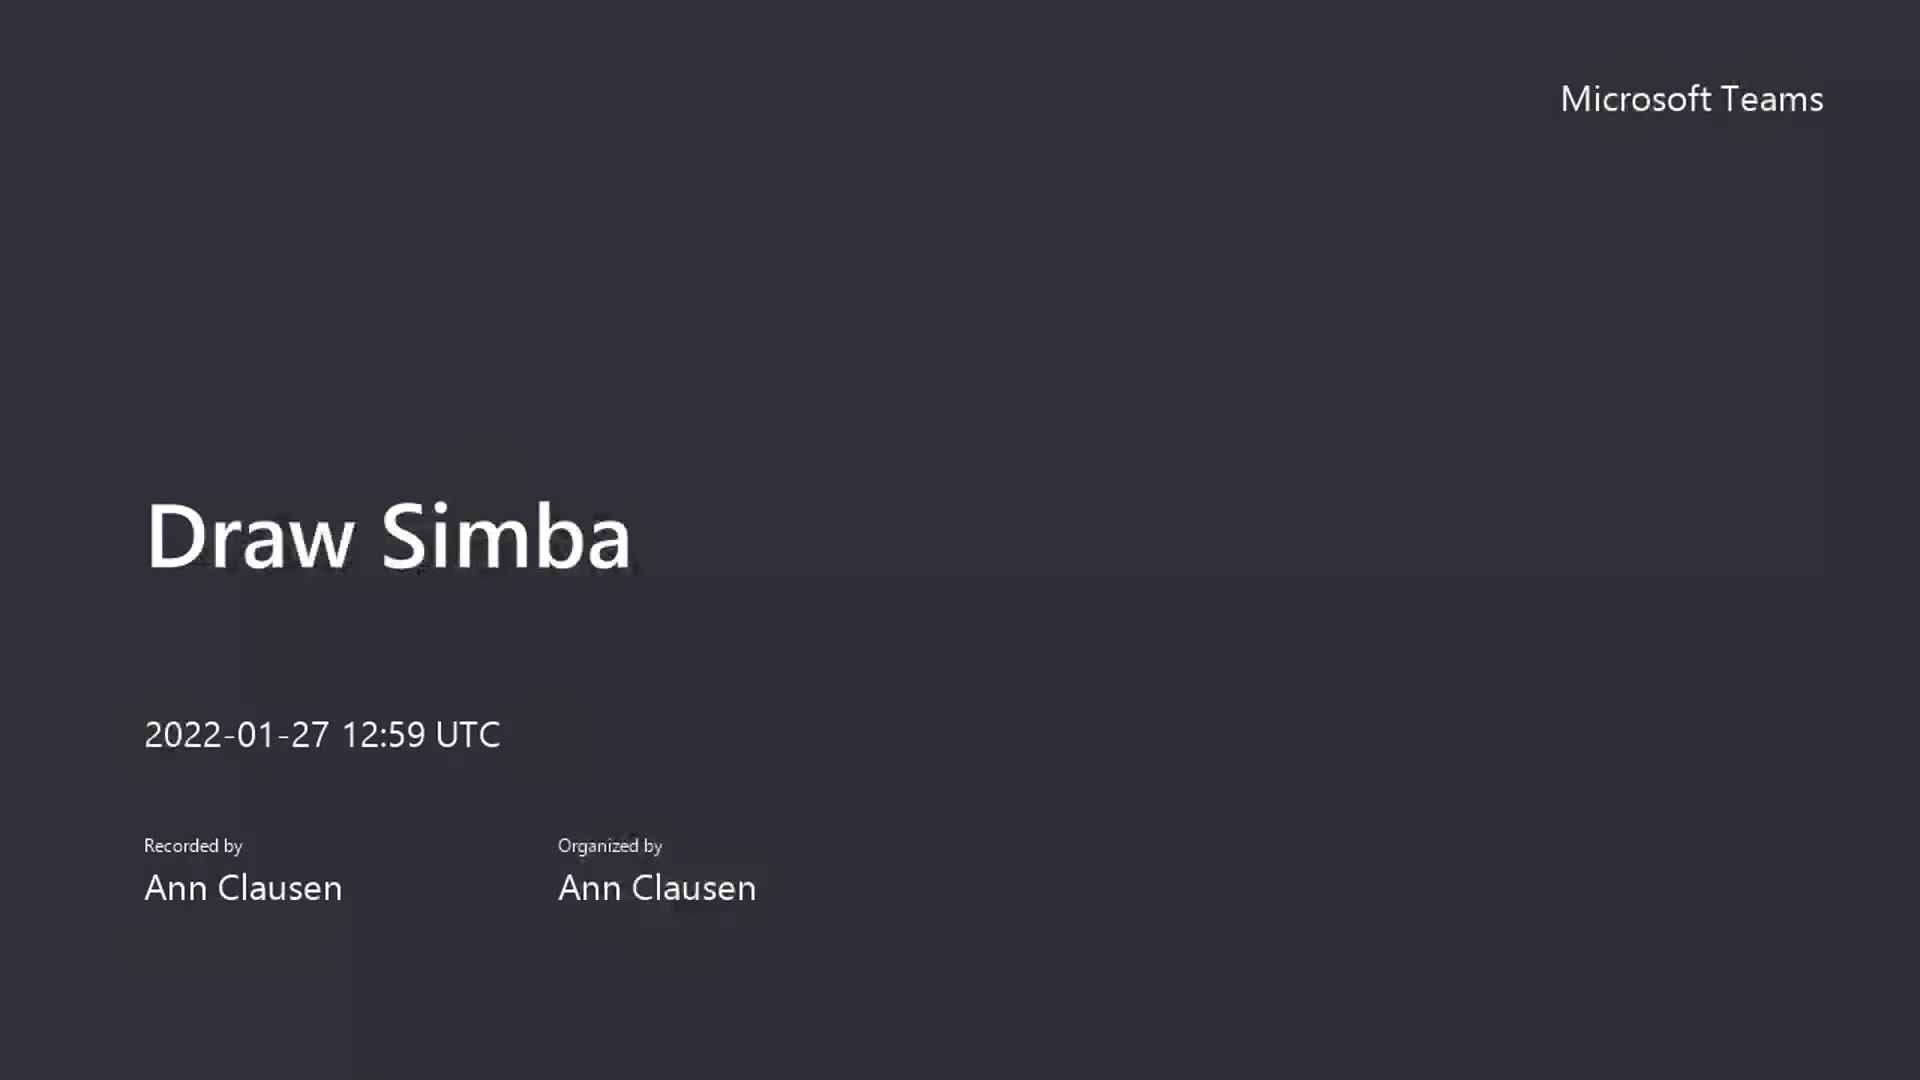 Microsoft Teams
Draw Simba
2022-01-27 12:59 UTC
Recorded by
Ann Clausen
Organized by
Ann Clausen